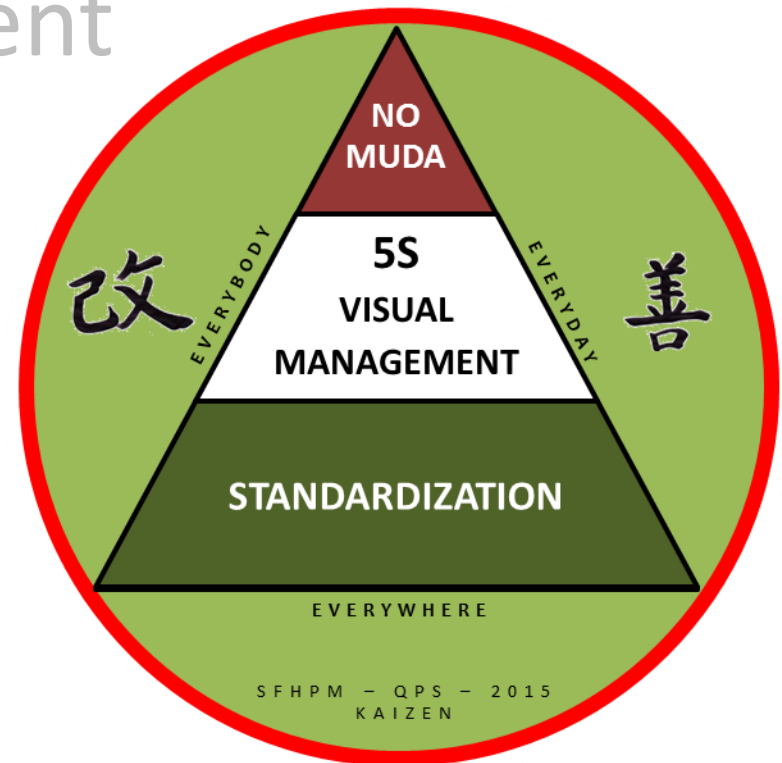 ent
NO
MUDA
改
善
EVERYBODY
EVERYDAY
5S
VISUAL
MANAGEMENT
STANDARDIZATION
EVERYWHERE
SFHPM – QPS – 2015
KAIZEN